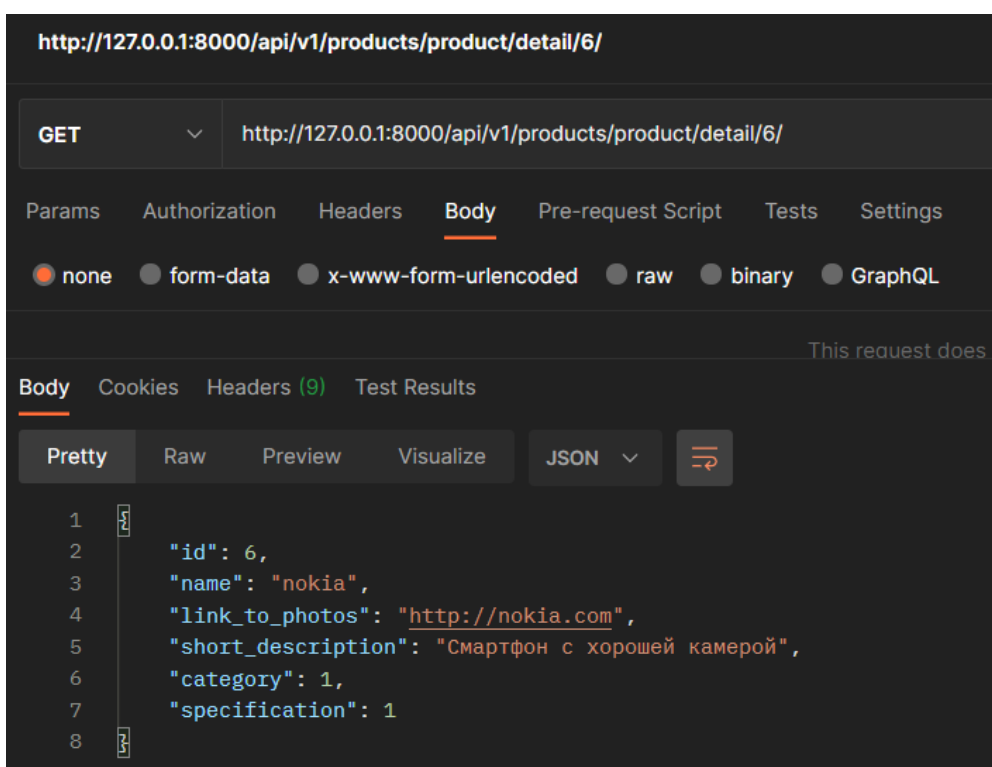 http://127.0.0.1:8000/api/v1/products/product/detail/6/
GET http://127.0.0.1:8000/api/v1/products/product/detail/6/
Params Authorization Headers Body Pre-request Script Tests Settings
none form-data x-www-form-urlencoded raw binary GraphQL
This request does
Body Cookies Headers (9) Test Results
Pretty Raw Preview Visualize JSON
1 {
2 "id": 6,
3 "name": "nokia",
4 "link_to_photos": "http://nokia.com",
5 "short_description": "Смартфон с хорошей камерой",
6 "category": 1,
7 "specification": 1
8 }